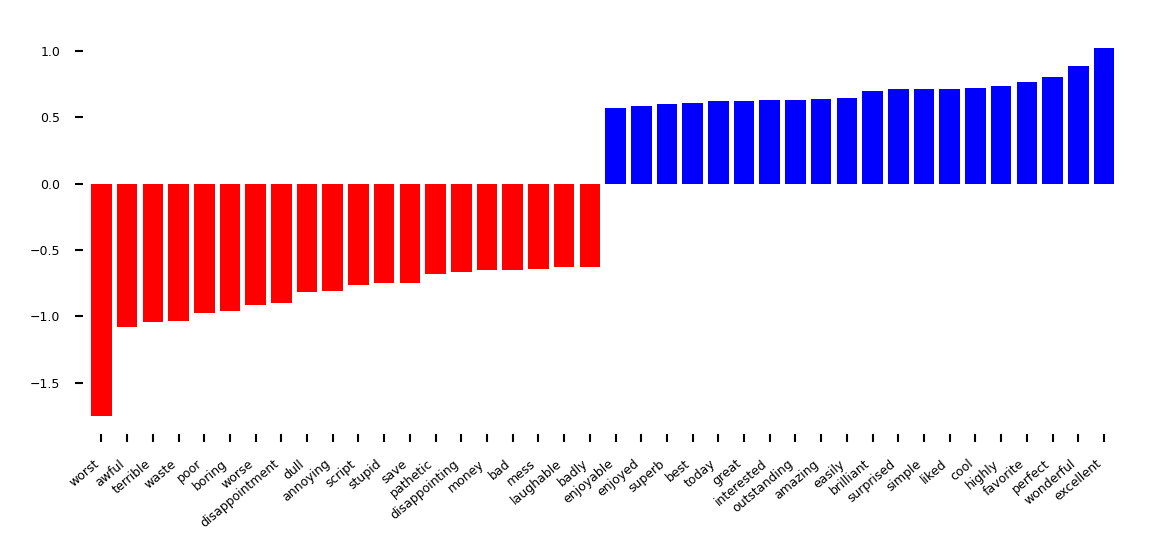 1.0
0.5
0.0
−0.5
−1.0
−1.5
worst
awful
terrible
waste
poor
boring
worse
disappointment
dull
annoying
script
stupid
save
pathetic
disappointing
money
bad
mess
laughable
badly
enjoyable
enjoyed
superb
best
today
great
interested
outstanding
amazing
easily
brilliant
surprised
simple
liked
cool
highly
favorite
perfect
wonderful
excellent